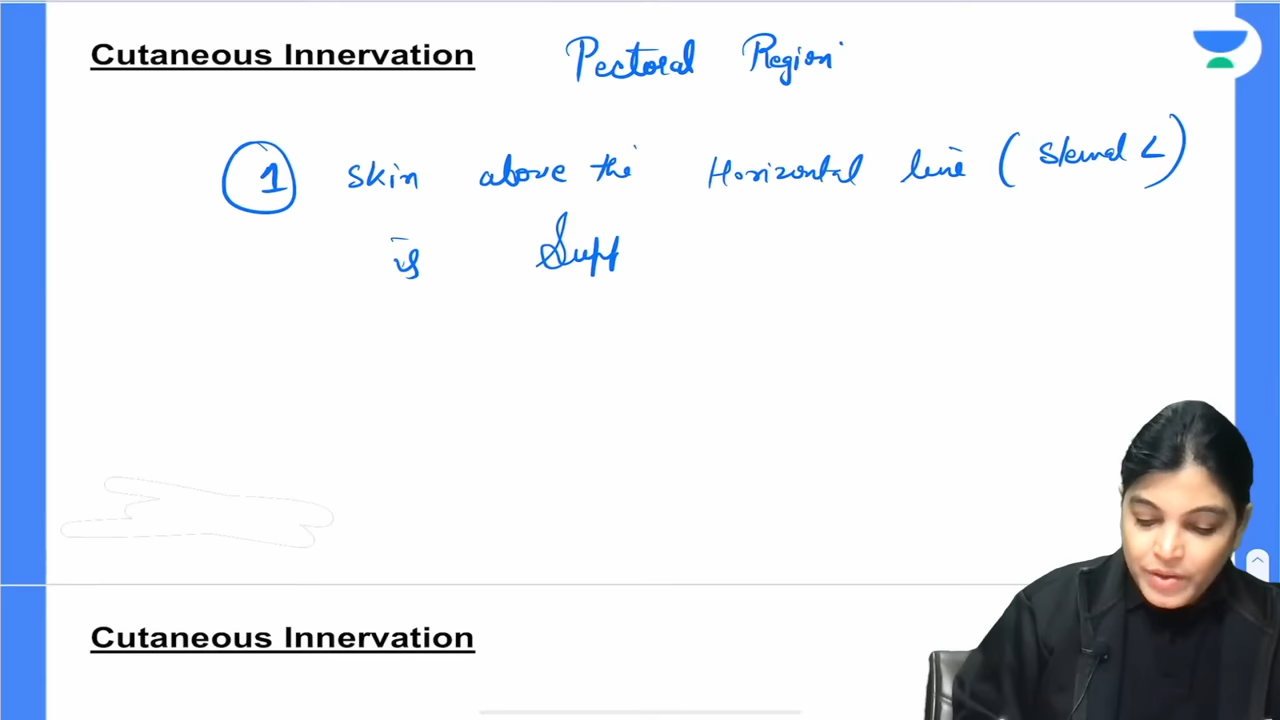 Cutaneous Innervation Pectoral Region
1 skin above the Horizontal line (sternal <)
is Supp
Cutaneous Innervation